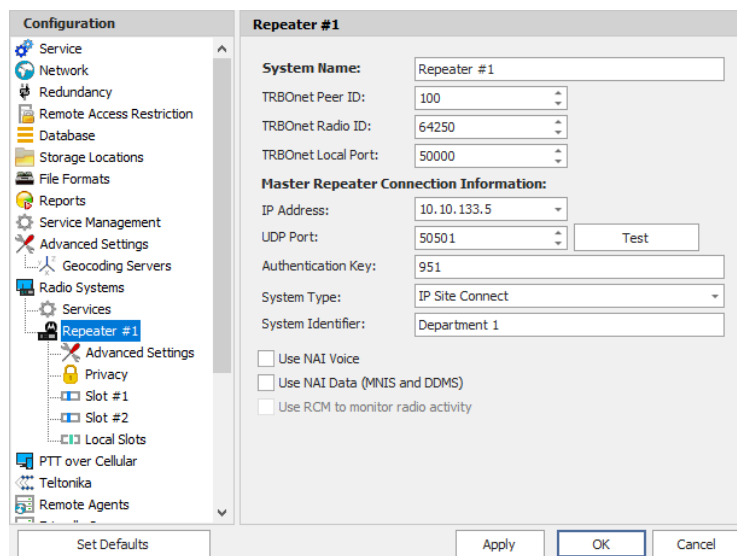 Configuration
Service
Network
Redundancy
Remote Access Restriction
Database
Storage Locations
File Formats
Reports
Service Management
Advanced Settings
Geocoding Servers
Radio Systems
Services
Repeater #1
Advanced Settings
Privacy
Slot #1
Slot #2
Local Slots
PTT over Cellular
Teltonika
Remote Agents
Set Defaults
Repeater #1
System Name: Repeater #1
TRBOnet Peer ID: 100
TRBOnet Radio ID: 64250
TRBOnet Local Port: 50000
Master Repeater Connection Information:
IP Address: 10.10.133.5
UDP Port: 50501 Test
Authentication Key: 951
System Type: IP Site Connect
System Identifier: Department 1
Use NAI Voice
Use NAI Data (MNIS and DDMS)
Use RCM to monitor radio activity
Apply OK Cancel